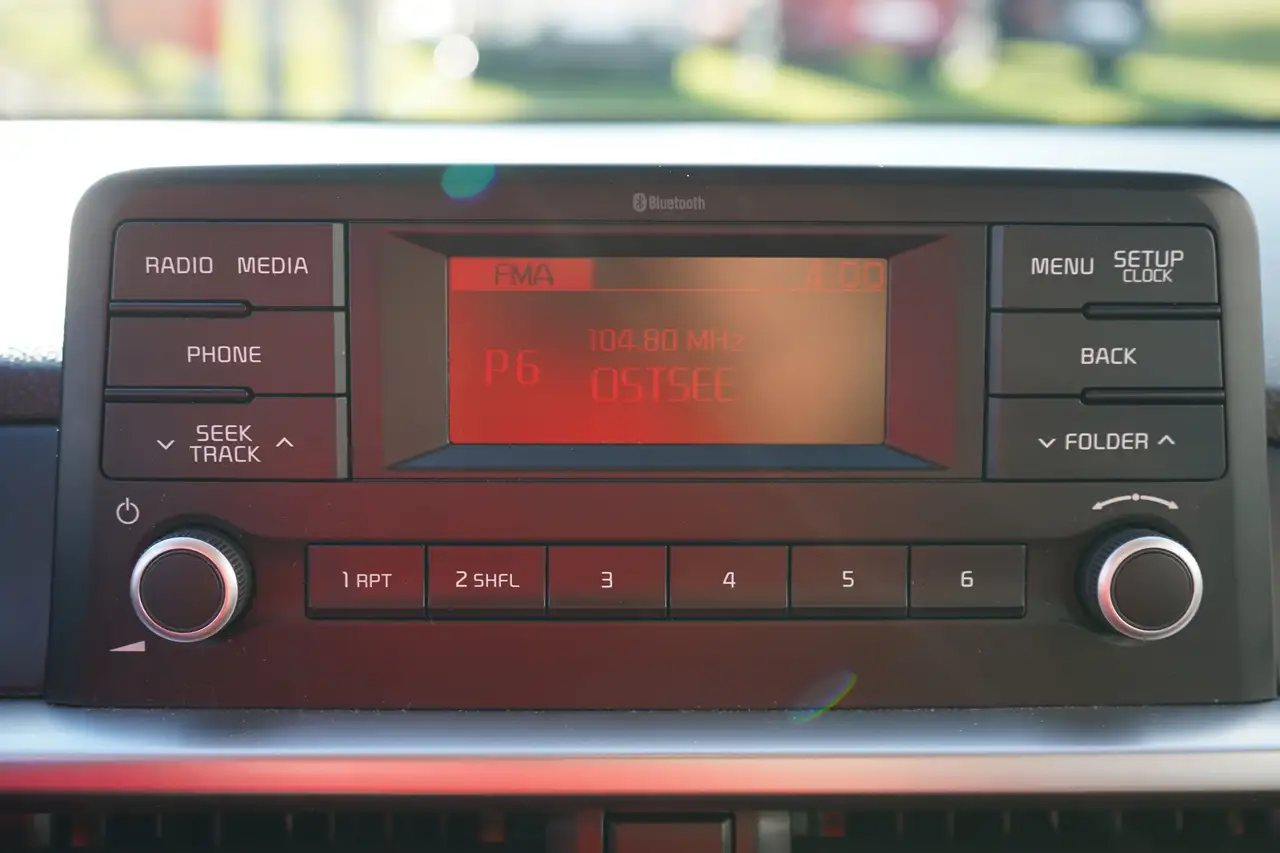 Bluetooth
RADIO MEDIA
PHONE
SEEK
TRACK
FMA 4:00
104.80 MHz
P6
OSTSEE
MENU SETUP
CLOCK
BACK
FOLDER
1 RPT 2 SHFL 3 4 5 6